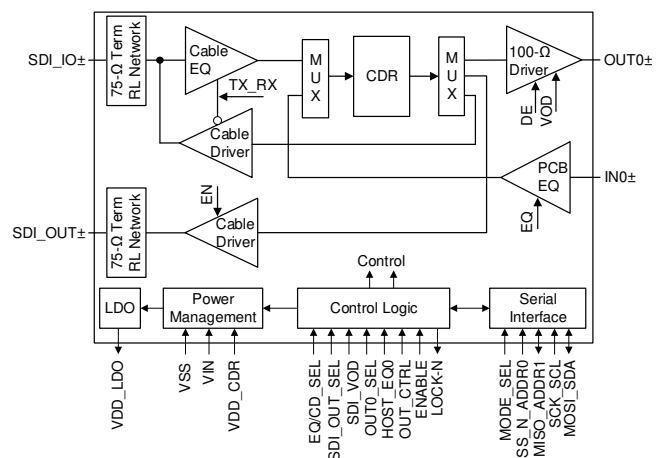 SDI_IO±
75-Ω Term
RL Network
Cable
EQ
TX_RX
MUX
CDR
MUX
100-Ω
Driver
OUT0±
DE
VOD
Cable
Driver
PCB
EQ
IN0±
EQ
SDI_OUT±
75-Ω Term
RL Network
EN
Cable
Driver
Control
LDO
Power
Management
Control Logic
Serial
Interface
VDD_LDO
VSS
VIN
VDD_CDR
EQ/CD_SEL
SDI_OUT_SEL
SDI_VOD
OUT0_SEL
HOST_EQ0
OUT_CTRL
ENABLE
LOCK-N
MODE_SEL
SS_N_ADDR0
MISO_ADDR1
SCK_SCL
MOSI_SDA